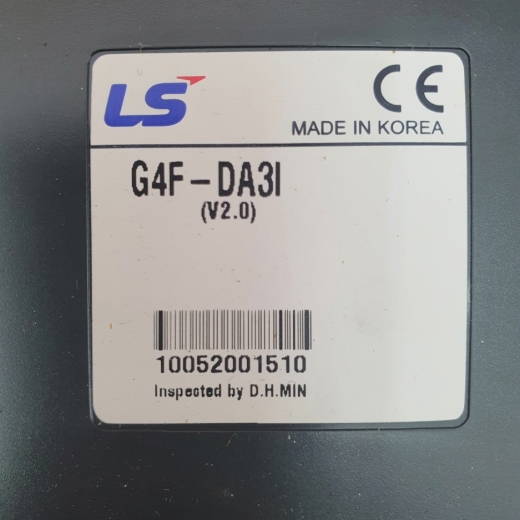 LS
CE
MADE IN KOREA
G4F-DA3I
(V2.0)
10052001510
Inspected by D.H.MIN